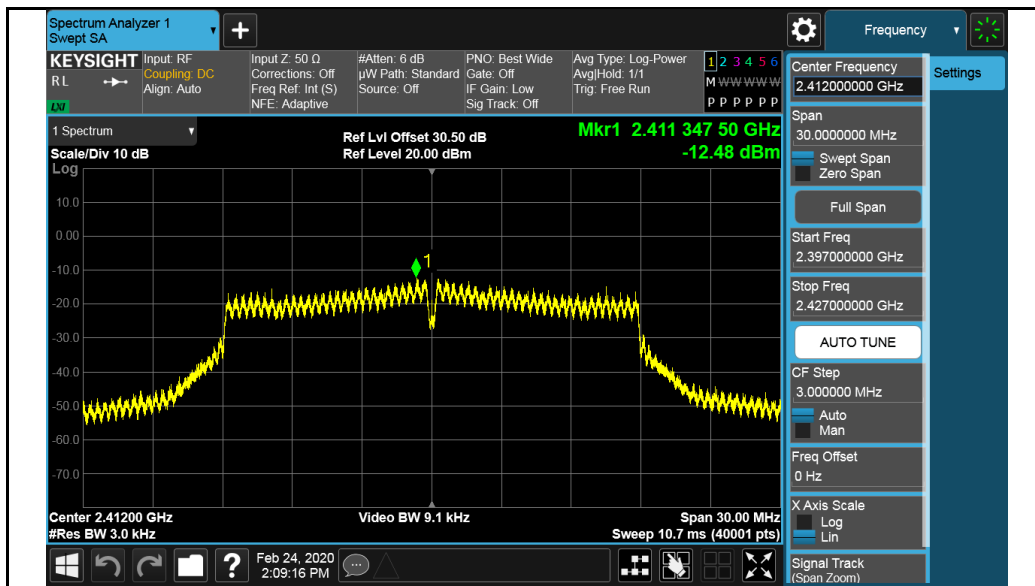 Spectrum Analyzer 1
Swept SA
Frequency
KEYSIGHT
R L
LXI
Input: RF
Coupling: DC
Align: Auto
Input Z: 50 Ω
Corrections: Off
Freq Ref: Int (S)
NFE: Adaptive
#Atten: 6 dB
µW Path: Standard
Source: Off
PNO: Best Wide
Gate: Off
IF Gain: Low
Sig Track: Off
Avg Type: Log-Power
Avg|Hold: 1/1
Trig: Free Run
1 2 3 4 5 6
M W W W W W
P P P P P P
Center Frequency
2.412000000 GHz
Settings
Span
30.0000000 MHz
Swept Span
Zero Span
Full Span
Start Freq
2.397000000 GHz
Stop Freq
2.427000000 GHz
AUTO TUNE
CF Step
3.000000 MHz
Auto
Man
Freq Offset
0 Hz
X Axis Scale
Log
Lin
Signal Track
(Span Zoom)
1 Spectrum
Scale/Div 10 dB
Log
Ref Lvl Offset 30.50 dB
Ref Level 20.00 dBm
Mkr1 2.411 347 50 GHz
-12.48 dBm
10.0
0.00
-10.0
-20.0
-30.0
-40.0
-50.0
-60.0
-70.0
1
Center 2.41200 GHz
#Res BW 3.0 kHz
Video BW 9.1 kHz
Span 30.00 MHz
Sweep 10.7 ms (40001 pts)
?
Feb 24, 2020
2:09:16 PM